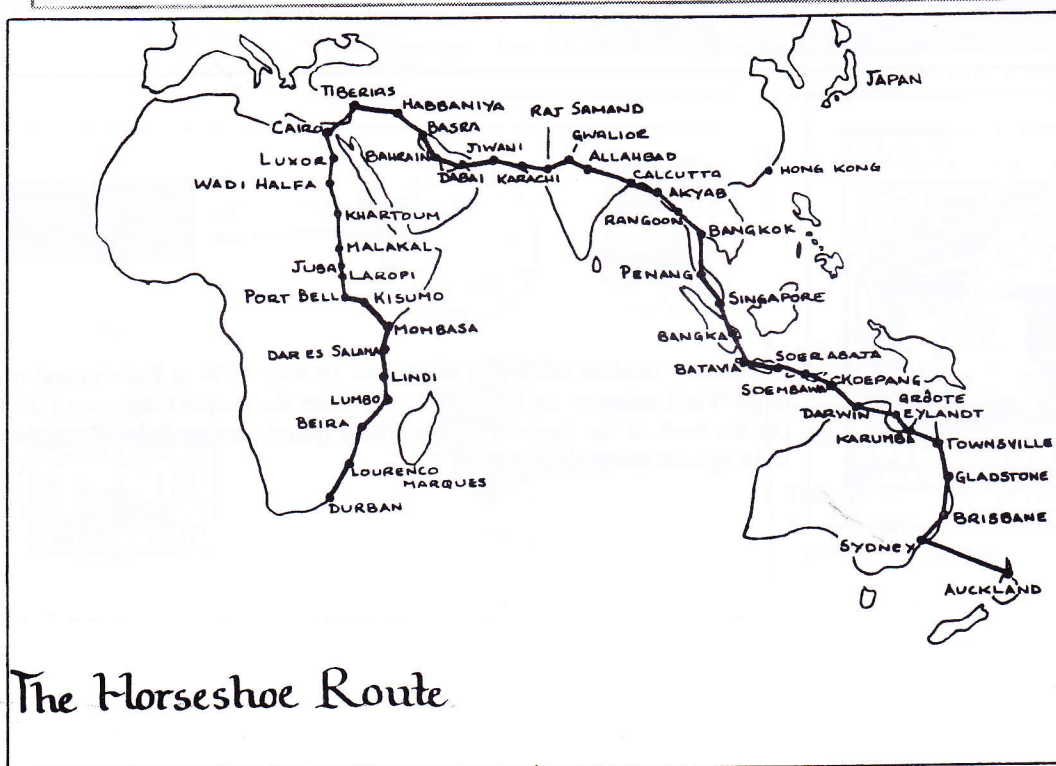 JAPAN
TIBERIAS
HABBANIYA
RAJ SAMAND
CAIRO
BASRA
JIWANI
GWALIOR
LUXOR
BAHRAIN
ALLAHBAD
DABAI
KARACHI
CALCUTTA
HONG KONG
WADI HALFA
AKYAB
KHARTOUM
RANGOON
BANGKOK
MALAKAL
JUBA
LAROPI
PENANG
PORT BELL
KISUMO
SINGAPORE
MOMBASA
BANGKA
DAR ES SALAMA
SOERABAJA
BATAVIA
LINDI
SOEMBAWA
KOEPANG
LUMBO
GROOTE
EYLANDT
DARWIN
BEIRA
KARUMBA
TOWNSVILLE
LOURENCO
MARQUES
GLADSTONE
DURBAN
BRISBANE
SYDNEY
AUCKLAND
The Horseshoe Route